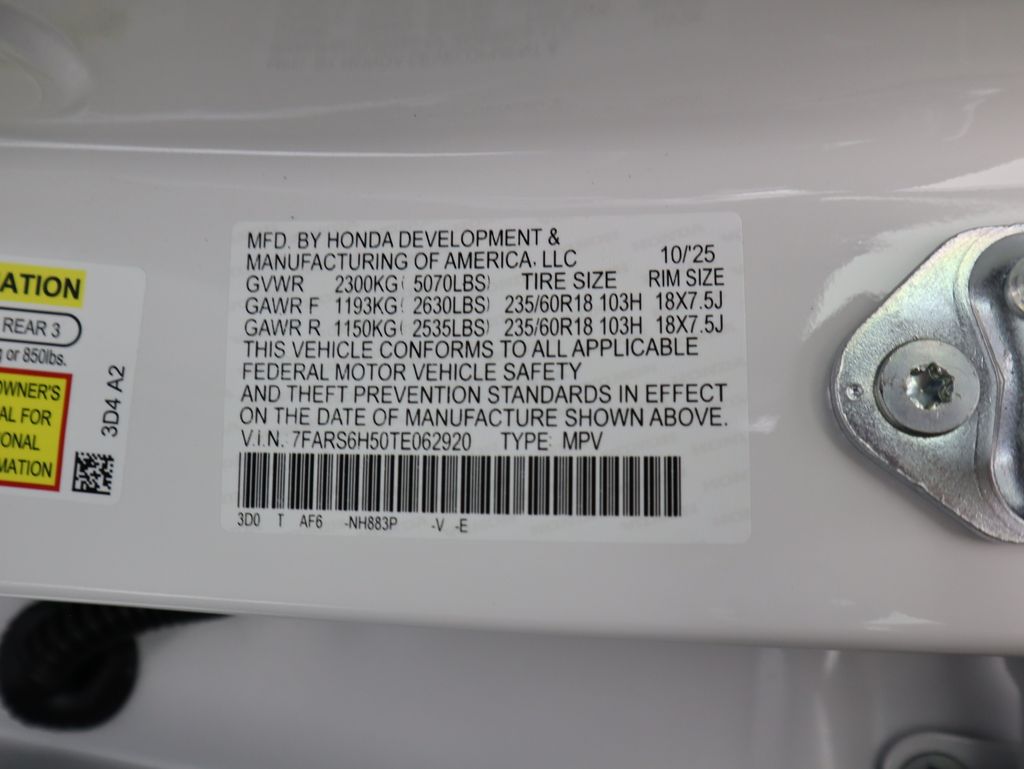 ATION
REAR 3
or 850lbs.
OWNER'S
AL FOR
ONAL
MATION
3D4 A2
MFD. BY HONDA DEVELOPMENT &
MANUFACTURING OF AMERICA, LLC 10/'25
GVWR 2300KG( 5070LBS) TIRE SIZE RIM SIZE
GAWR F 1193KG( 2630LBS) 235/60R18 103H 18X7.5J
GAWR R 1150KG( 2535LBS) 235/60R18 103H 18X7.5J
THIS VEHICLE CONFORMS TO ALL APPLICABLE
FEDERAL MOTOR VEHICLE SAFETY
AND THEFT PREVENTION STANDARDS IN EFFECT
ON THE DATE OF MANUFACTURE SHOWN ABOVE.
V.I.N. 7FARS6H50TE062920 TYPE: MPV
3D0 T AF6 -NH883P -V -E